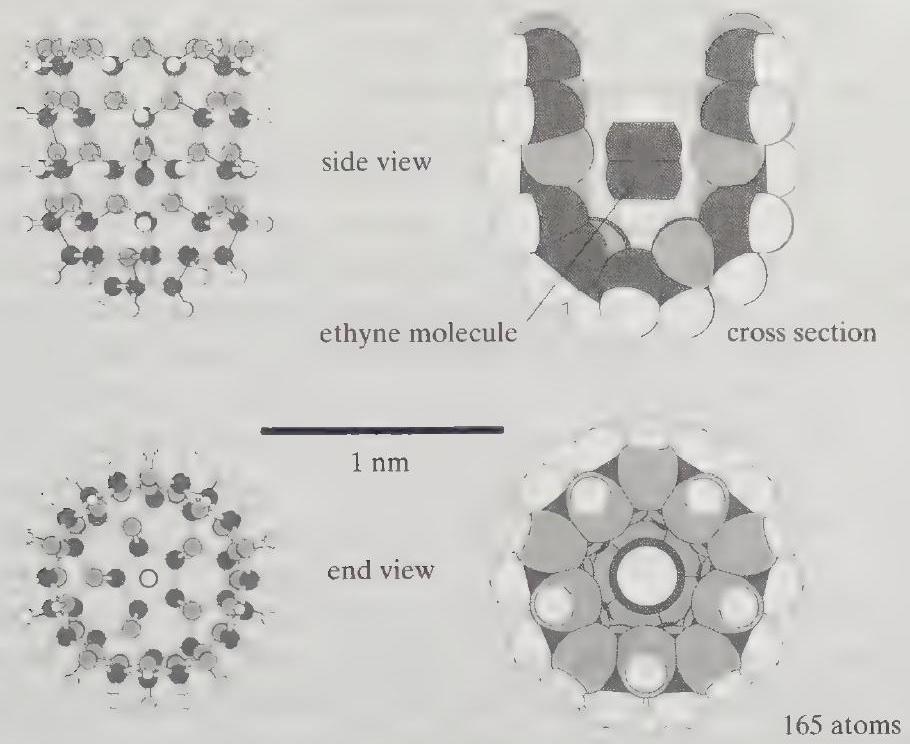 side view
ethyne molecule
cross section
1 nm
end view
165 atoms